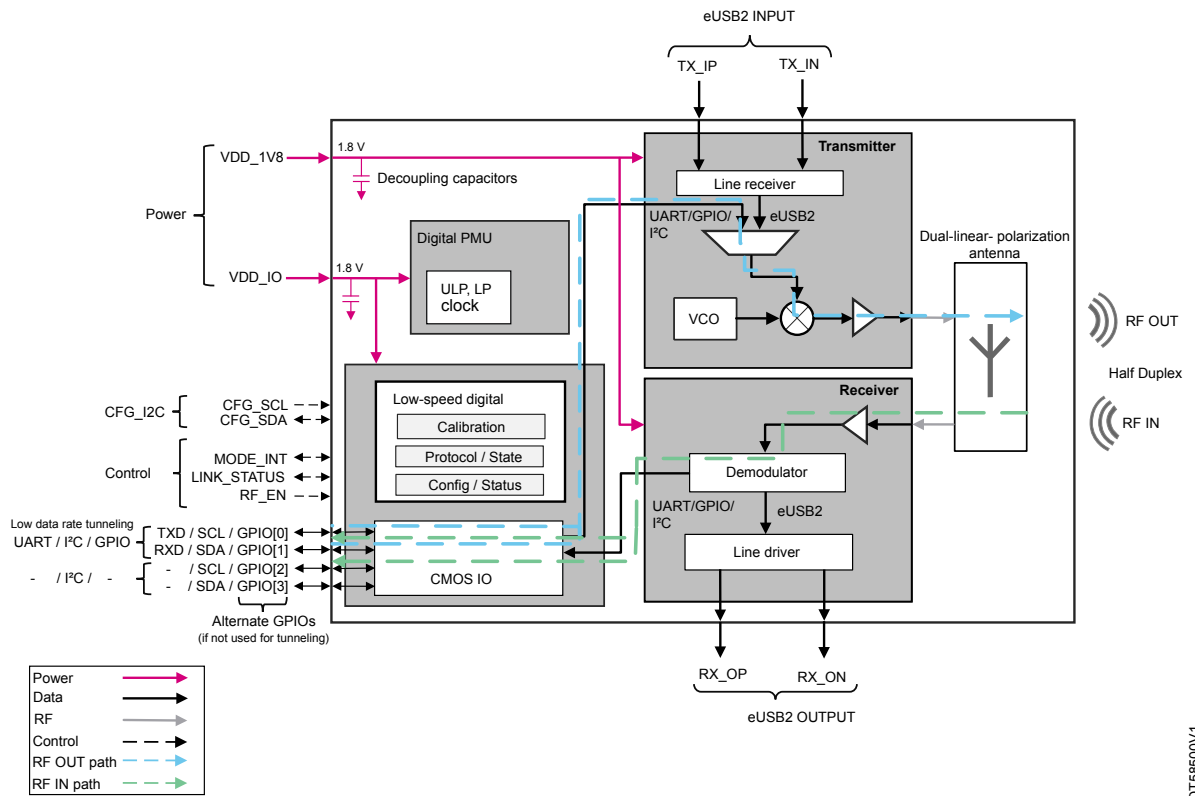 eUSB2 INPUT
TX_IP
TX_IN
Transmitter
1.8 V
VDD_1V8
Decoupling capacitors
Line receiver
Power
UART/GPIO/
I²C
eUSB2
Digital PMU
Dual-linear- polarization
antenna
1.8 V
VDD_IO
ULP, LP
clock
VCO
RF OUT
Half Duplex
Receiver
Low-speed digital
CFG_I2C
CFG_SCL
CFG_SDA
Calibration
RF IN
Control
MODE_INT
LINK_STATUS
RF_EN
Protocol / State
Config / Status
Demodulator
UART/GPIO/
I²C
eUSB2
Low data rate tunneling
UART / I²C / GPIO
TXD / SCL / GPIO[0]
RXD / SDA / GPIO[1]
- / I²C / -
- / SCL / GPIO[2]
- / SDA / GPIO[3]
CMOS IO
Line driver
Alternate GPIOs
(if not used for tunneling)
RX_OP
RX_ON
eUSB2 OUTPUT
Power
Data
RF
Control
RF OUT path
RF IN path